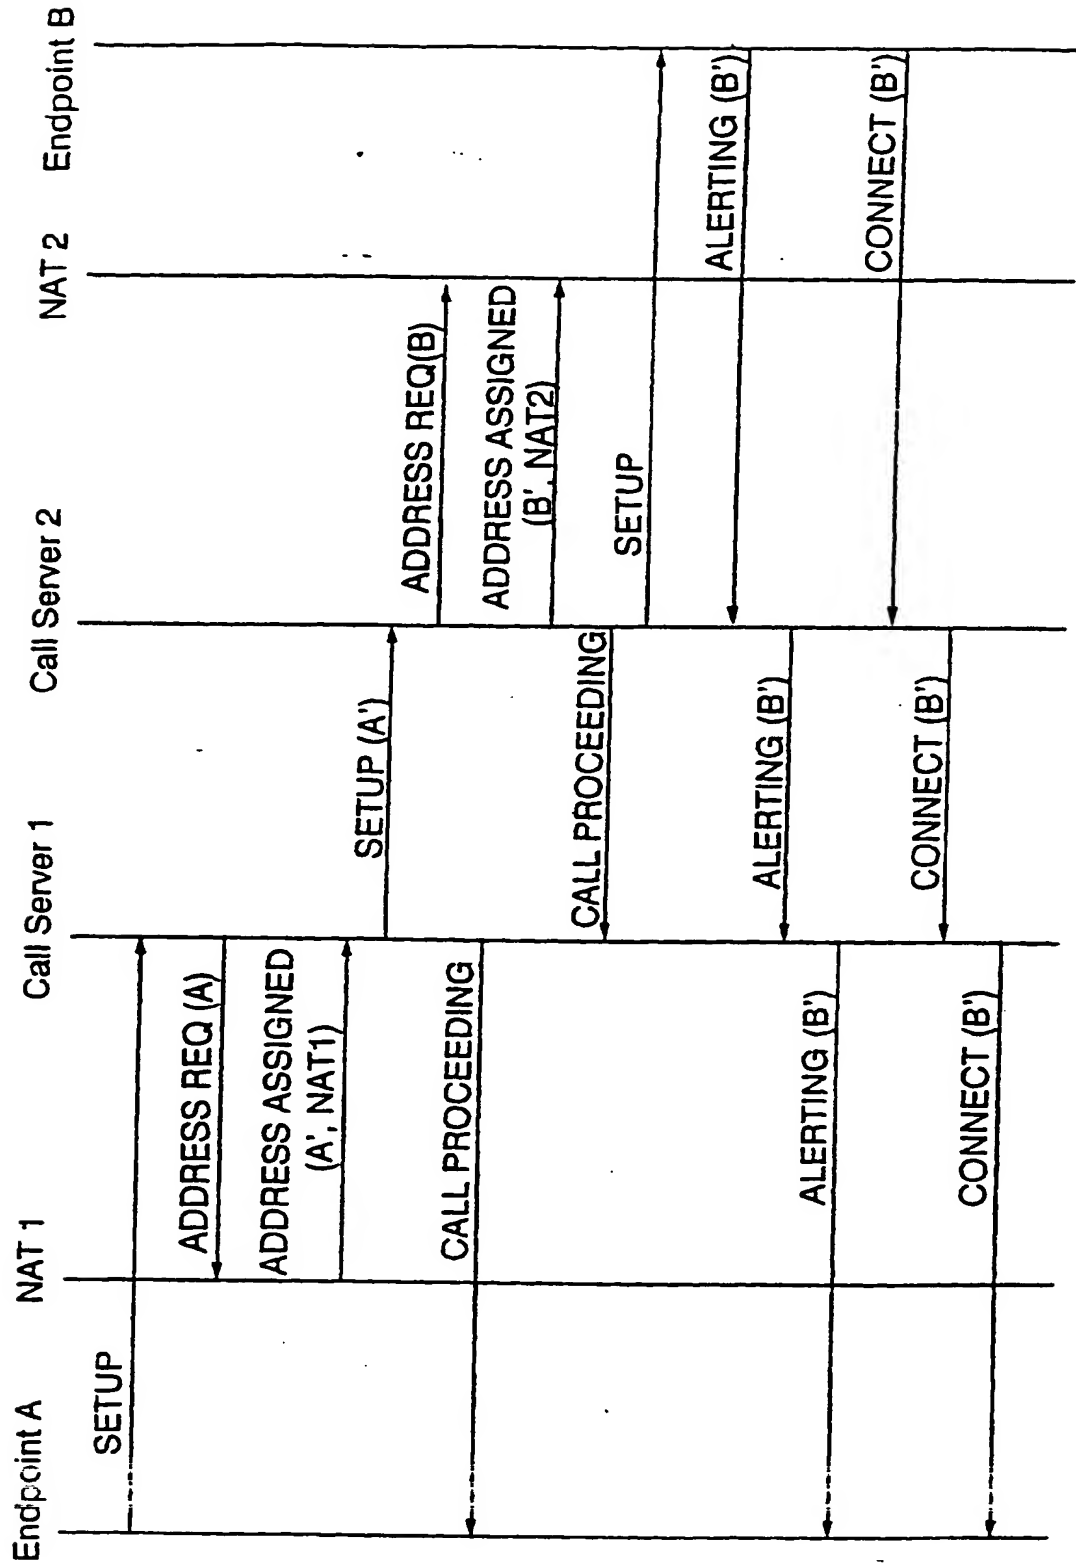 Endpoint A
NAT 1
Call Server 1
Call Server 2
NAT 2
Endpoint B
SETUP
ADDRESS REQ (A)
ADDRESS ASSIGNED
(A', NAT1)
SETUP (A')
ADDRESS REQ(B)
CALL PROCEEDING
ADDRESS ASSIGNED
(B', NAT2)
CALL PROCEEDING
SETUP
ALERTING (B')
ALERTING (B')
ALERTING (B')
CONNECT (B')
CONNECT (B')
CONNECT (B')